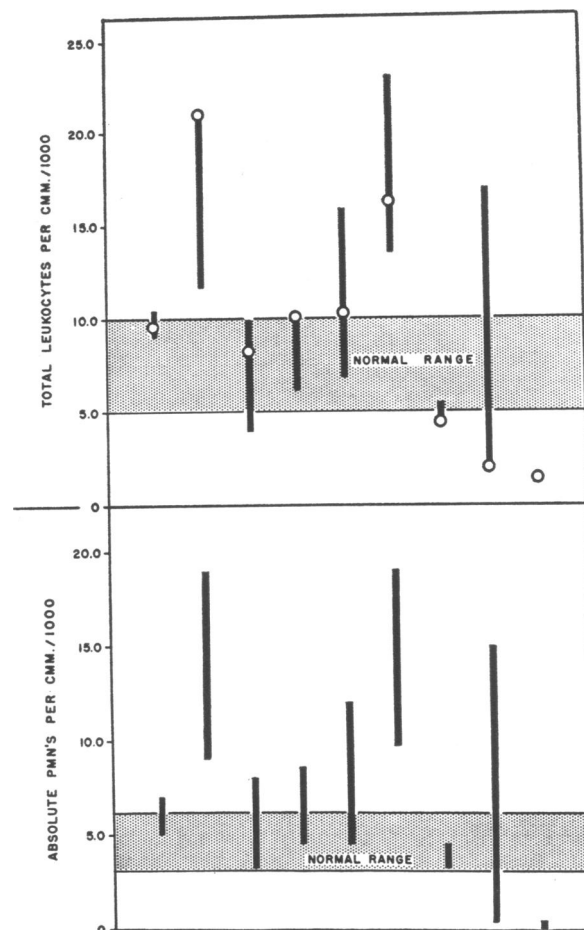 TOTAL LEUKOCYTES PER CMM./1000
25.0
20.0
15.0
10.0
5.0
0
NORMAL RANGE
ABSOLUTE PMN'S PER CMM./1000
20.0
15.0
10.0
5.0
0
NORMAL RANGE